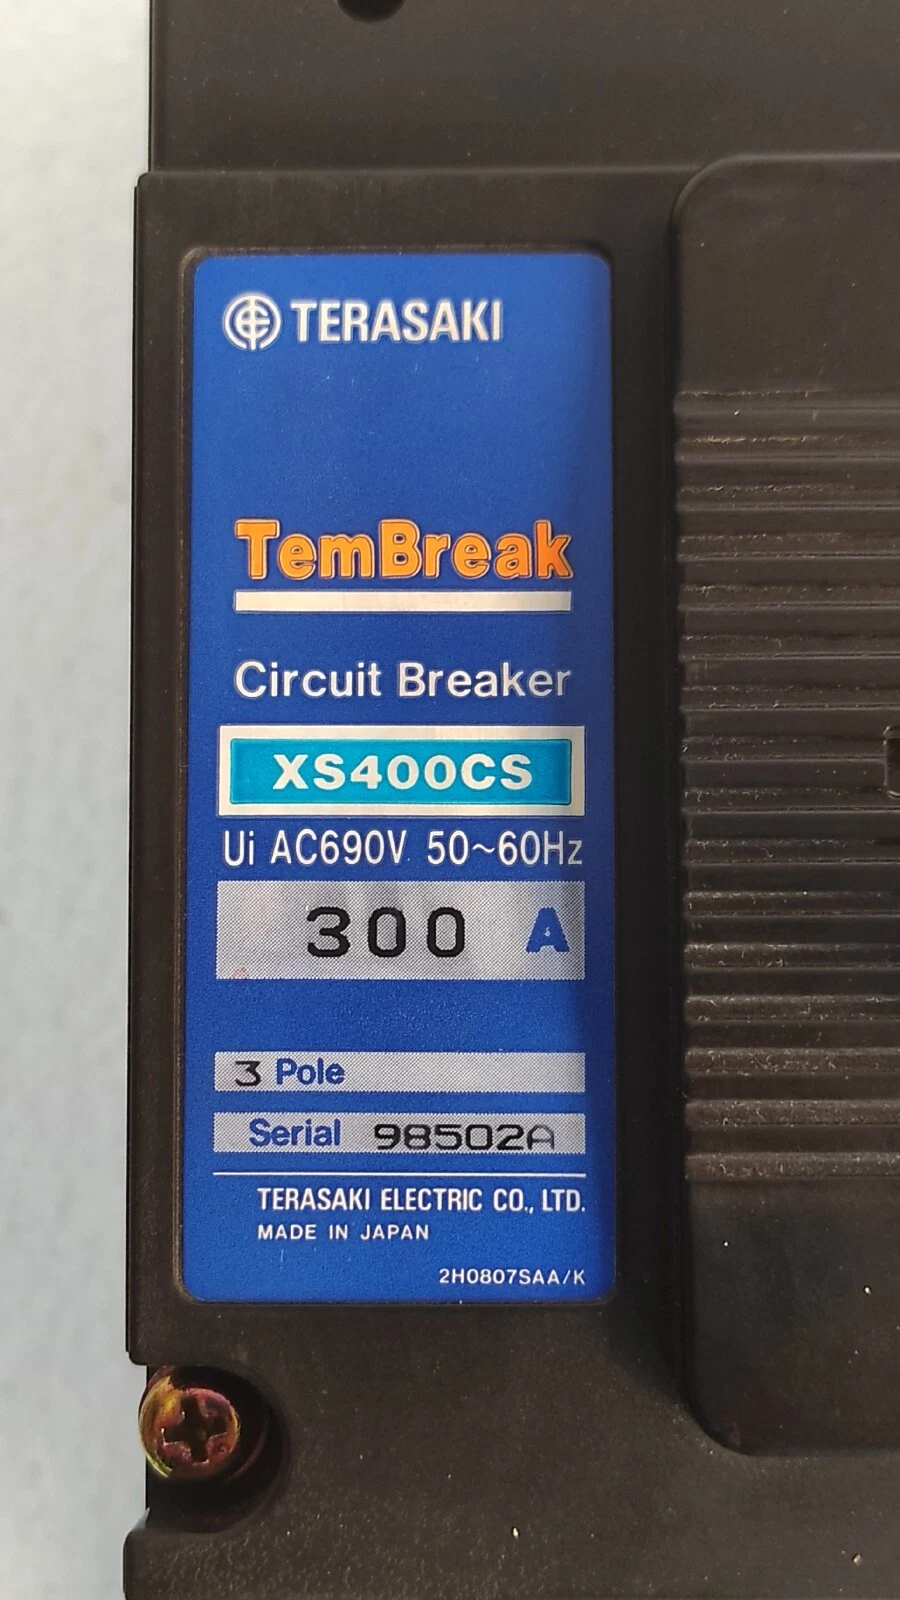 TERASAKI
TemBreak
Circuit Breaker
XS400CS
Ui AC690V 50~60Hz
300 A
3 Pole
Serial 98502A
TERASAKI ELECTRIC CO., LTD.
MADE IN JAPAN
2H0807SAA/K